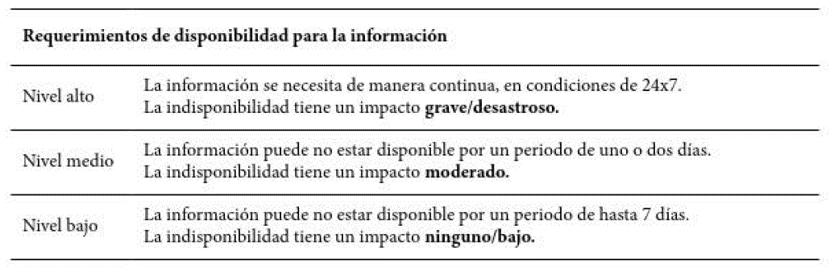 Requerimientos de disponibilidad para la información
Nivel alto
La información se necesita de manera continua, en condiciones de 24x7.
La indisponibilidad tiene un impacto grave/desastroso.
Nivel medio
La información puede no estar disponible por un periodo de uno o dos días.
La indisponibilidad tiene un impacto moderado.
Nivel bajo
La información puede no estar disponible por un periodo de hasta 7 días.
La indisponibilidad tiene un impacto ninguno/bajo.